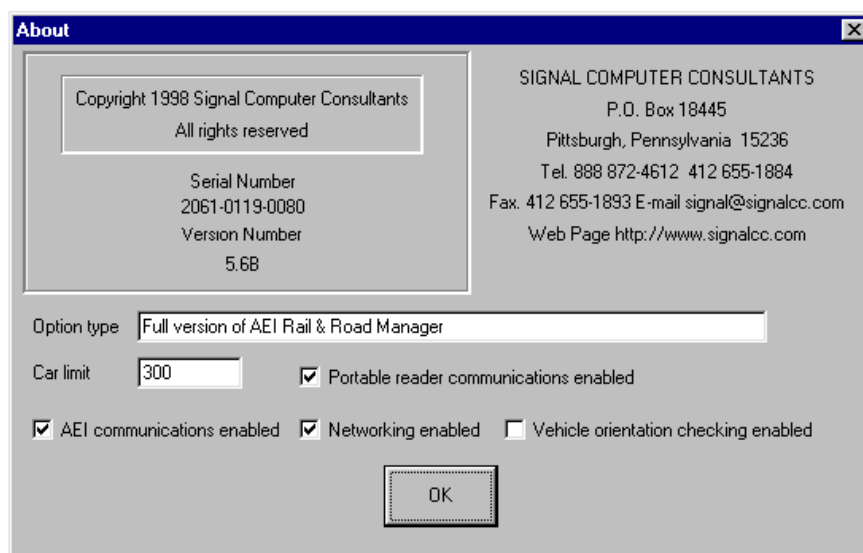 About
Copyright 1998 Signal Computer Consultants
All rights reserved
Serial Number
2061-0119-0080
Version Number
5.6B
SIGNAL COMPUTER CONSULTANTS
P.O. Box 18445
Pittsburgh, Pennsylvania 15236
Tel. 888 872-4612 412 655-1884
Fax. 412 655-1893 E-mail signal@signalcc.com
Web Page http://www.signalcc.com
Option type Full version of AEI Rail & Road Manager
Car limit 300 Portable reader communications enabled
AEI communications enabled Networking enabled Vehicle orientation checking enabled
OK